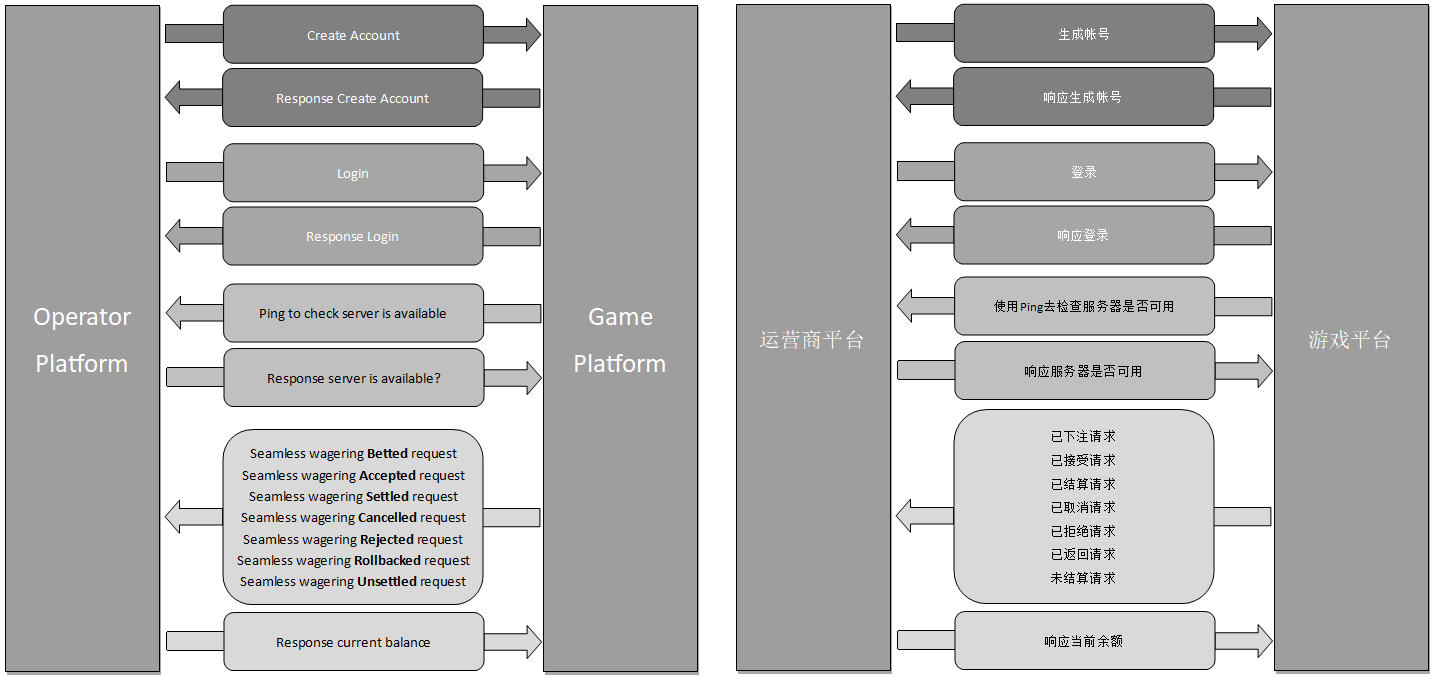 Create Account
Response Create Account
Login
Response Login
Operator
Platform
Game
Platform
Ping to check server is available
Response server is available?
Seamless wagering Betted request
Seamless wagering Accepted request
Seamless wagering Settled request
Seamless wagering Cancelled request
Seamless wagering Rejected request
Seamless wagering Rollbacked request
Seamless wagering Unsettled request
Response current balance
生成帐号
响应生成帐号
登录
响应登录
运营商平台
游戏平台
使用Ping去检查服务器是否可用
响应服务器是否可用
已下注请求
已接受请求
已结算请求
已取消请求
已拒绝请求
已返回请求
未结算请求
响应当前余额